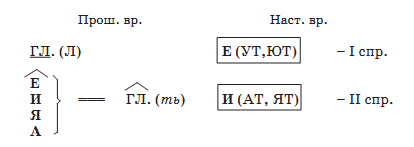 Прош. вр. Наст. вр.
ГЛ. (Л) Е (УТ,ЮТ) – I спр.
Е
И
Я
А
=== ГЛ. (ть) И (АТ, ЯТ) – II спр.